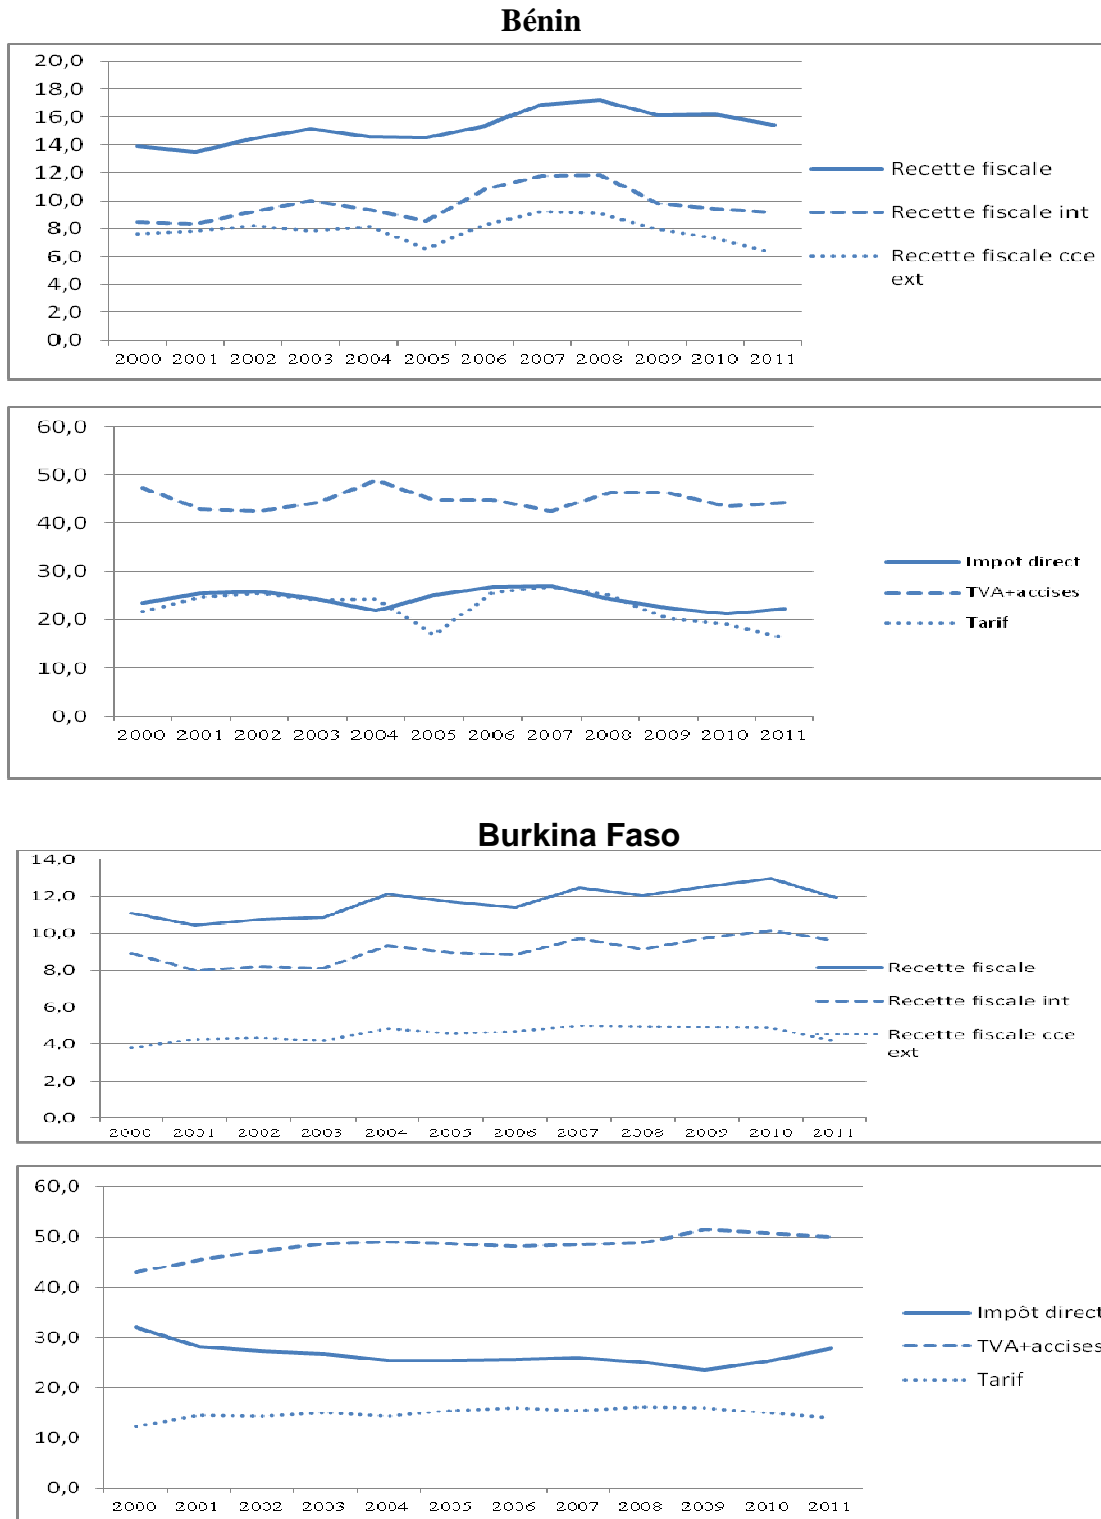 Bénin
20,0
18,0
16,0
14,0
12,0
10,0
8,0
6,0
4,0
2,0
0,0
2000 2001 2002 2003 2004 2005 2006 2007 2008 2009 2010 2011
Recette fiscale
Recette fiscale int
Recette fiscale cce
ext
60,0
50,0
40,0
30,0
20,0
10,0
0,0
2000 2001 2002 2003 2004 2005 2006 2007 2008 2009 2010 2011
Impot direct
TVA+accises
Tarif
Burkina Faso
14,0
12,0
10,0
8,0
6,0
4,0
2,0
0,0
2000 2001 2002 2003 2004 2005 2006 2007 2008 2009 2010 2011
Recette fiscale
Recette fiscale int
Recette fiscale cce
ext
60,0
50,0
40,0
30,0
20,0
10,0
0,0
2000 2001 2002 2003 2004 2005 2006 2007 2008 2009 2010 2011
Impôt direct
TVA+accises
Tarif